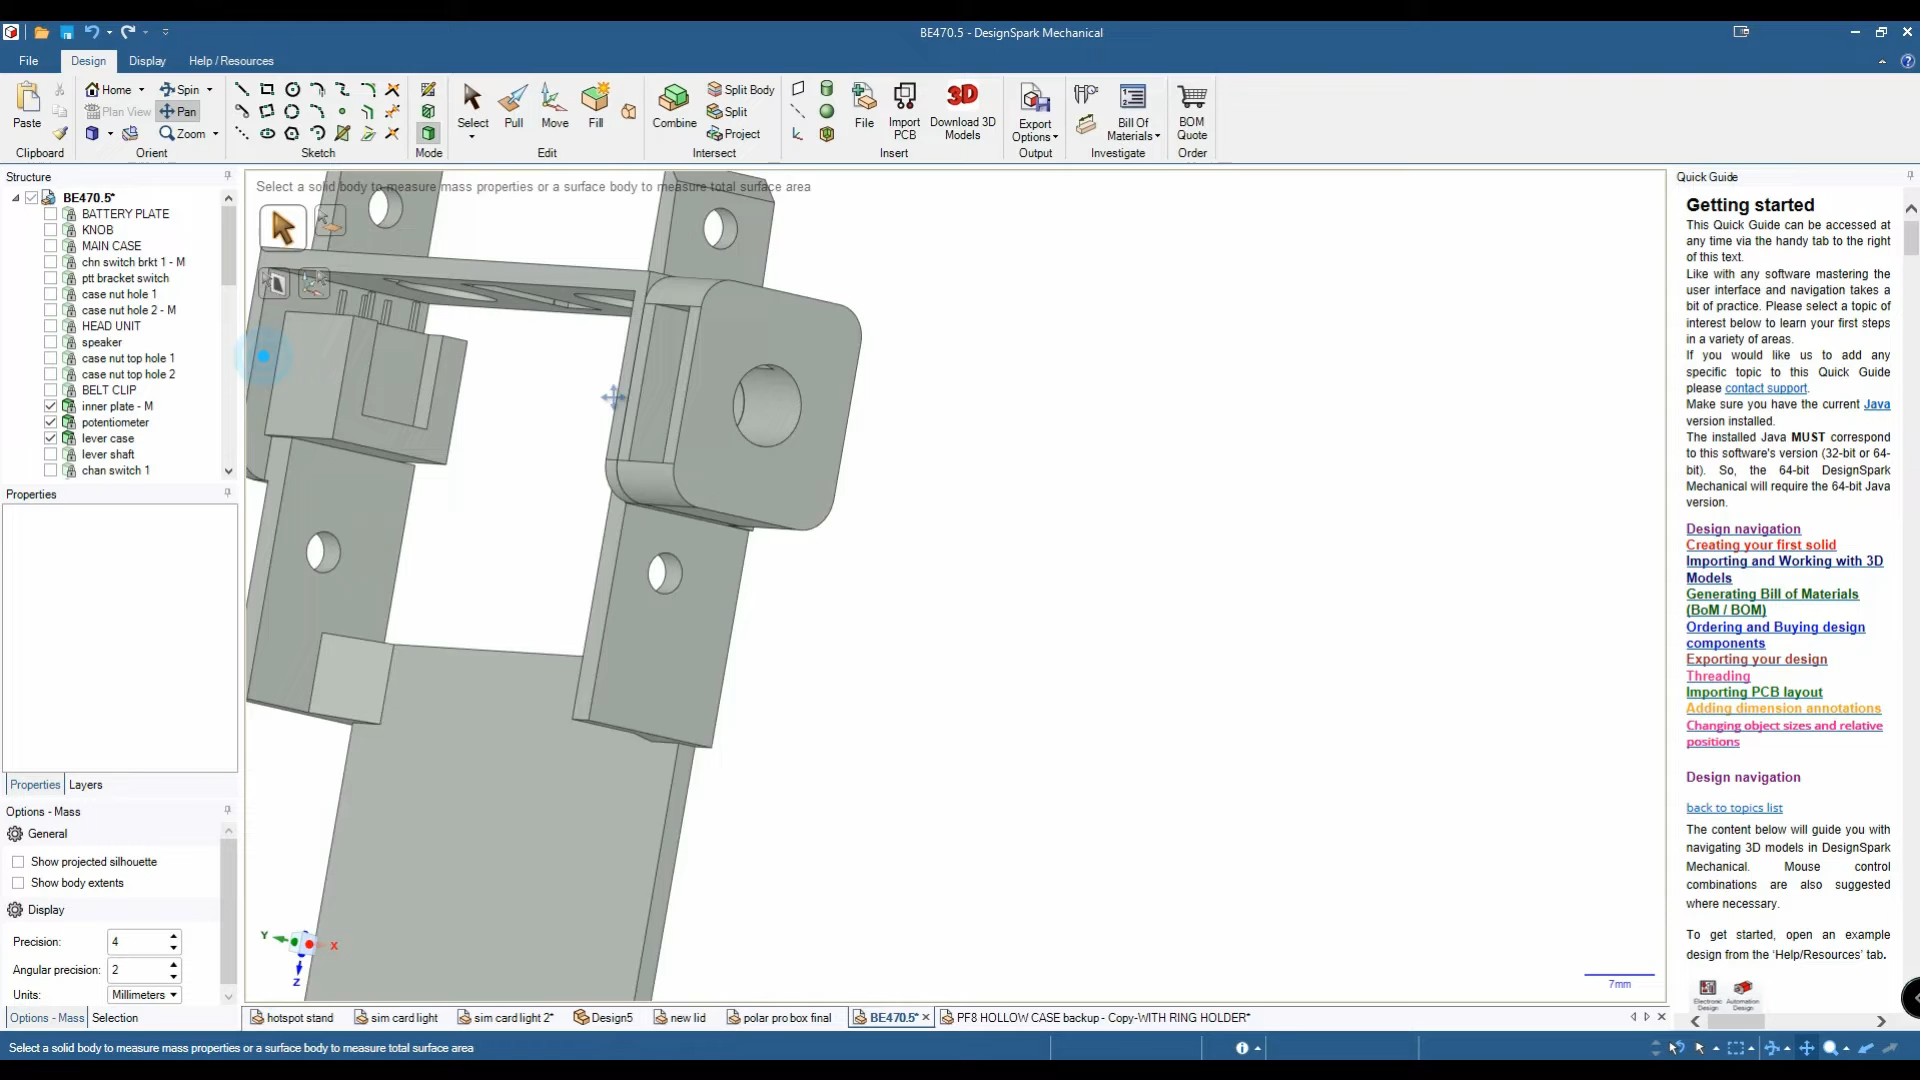 BE470.5 - DesignSpark Mechanical
File
Design
Display
Help / Resources
Paste
Clipboard
Home
Plan View
Spin
Pan
Zoom
Orient
Sketch
Mode
Select
Pull
Move
Fill
Edit
Combine
Split Body
Split
Project
Intersect
File
Import
PCB
3D
Download 3D
Models
Insert
Export
Options
Output
Bill Of
Materials
Investigate
BOM
Quote
Order
Structure
BE470.5*
BATTERY PLATE
KNOB
MAIN CASE
chn switch brkt 1 - M
ptt bracket switch
case nut hole 1
case nut hole 2 - M
HEAD UNIT
speaker
case nut top hole 1
case nut top hole 2
BELT CLIP
inner plate - M
potentiometer
lever case
lever shaft
chan switch 1
Properties
Properties
Layers
Options - Mass
General
Show projected silhouette
Show body extents
Display
Precision:
4
Angular precision:
2
Units:
Millimeters
Options - Mass
Selection
Select a solid body to measure mass properties or a surface body to measure total surface area
Y
X
Z
7mm
hotspot stand
sim card light
sim card light 2*
Design5
new lid
polar pro box final
BE470.5*
PF8 HOLLOW CASE backup - Copy-WITH RING HOLDER*
Quick Guide
Getting started
This Quick Guide can be accessed at
any time via the handy tab to the right
of this text.
Like with any software mastering the
user interface and navigation takes a
bit of practice. Please select a topic of
interest below to learn your first steps
in a variety of areas.
If you would like us to add any
specific topic to this Quick Guide
please contact support.
Make sure you have the current Java
version installed.
The installed Java MUST correspond
to this software's version (32-bit or 64-
bit). So, the 64-bit DesignSpark
Mechanical will require the 64-bit Java
version.
Design navigation
Creating your first solid
Importing and Working with 3D
Models
Generating Bill of Materials
(BoM / BOM)
Ordering and Buying design
components
Exporting your design
Threading
Importing PCB layout
Adding dimension annotations
Changing object sizes and relative
positions
Design navigation
back to topics list
The content below will guide you with
navigating 3D models in DesignSpark
Mechanical. Mouse control
combinations are also suggested
where necessary.
To get started, open an example
design from the 'Help/Resources' tab.
Electronic
Design
Automation
Design
Select a solid body to measure mass properties or a surface body to measure total surface area